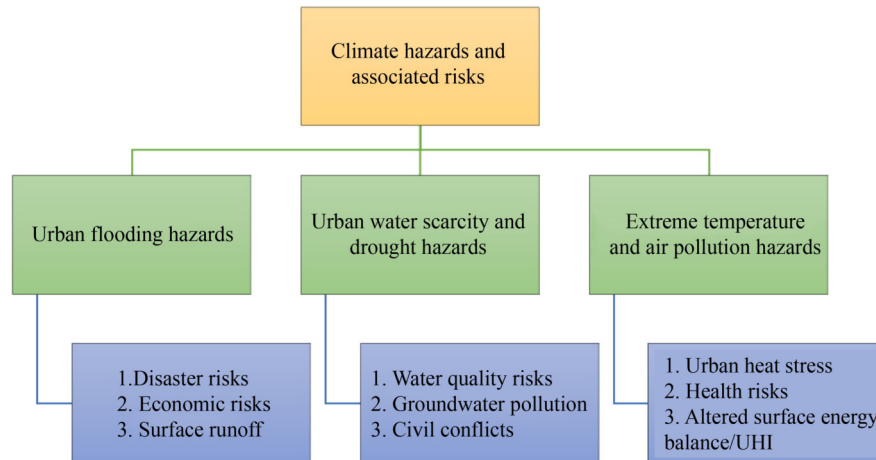 Climate hazards and
associated risks
Urban flooding hazards
Urban water scarcity and
drought hazards
Extreme temperature
and air pollution hazards
1.Disaster risks
2. Economic risks
3. Surface runoff
1. Water quality risks
2. Groundwater pollution
3. Civil conflicts
1. Urban heat stress
2. Health risks
3. Altered surface energy
balance/UHI